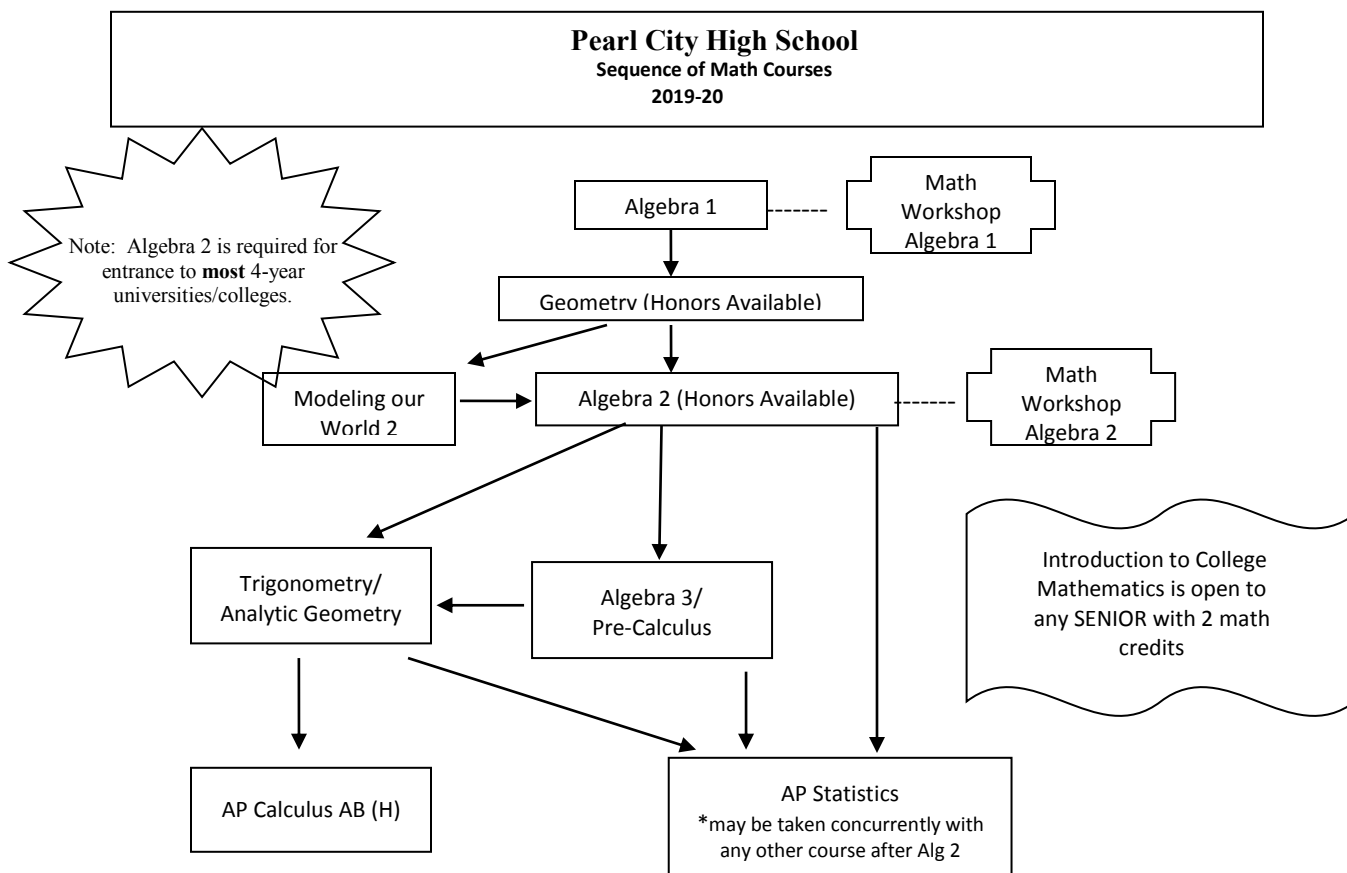 Pearl City High School
Sequence of Math Courses
2019-20
Note: Algebra 2 is required for
entrance to most 4-year
universities/colleges.
Algebra 1
Math
Workshop
Algebra 1
Geometry (Honors Available)
Modeling our
World 2
Algebra 2 (Honors Available)
Math
Workshop
Algebra 2
Trigonometry/
Analytic Geometry
Algebra 3/
Pre-Calculus
Introduction to College
Mathematics is open to
any SENIOR with 2 math
credits
AP Calculus AB (H)
AP Statistics
*may be taken concurrently with
any other course after Alg 2